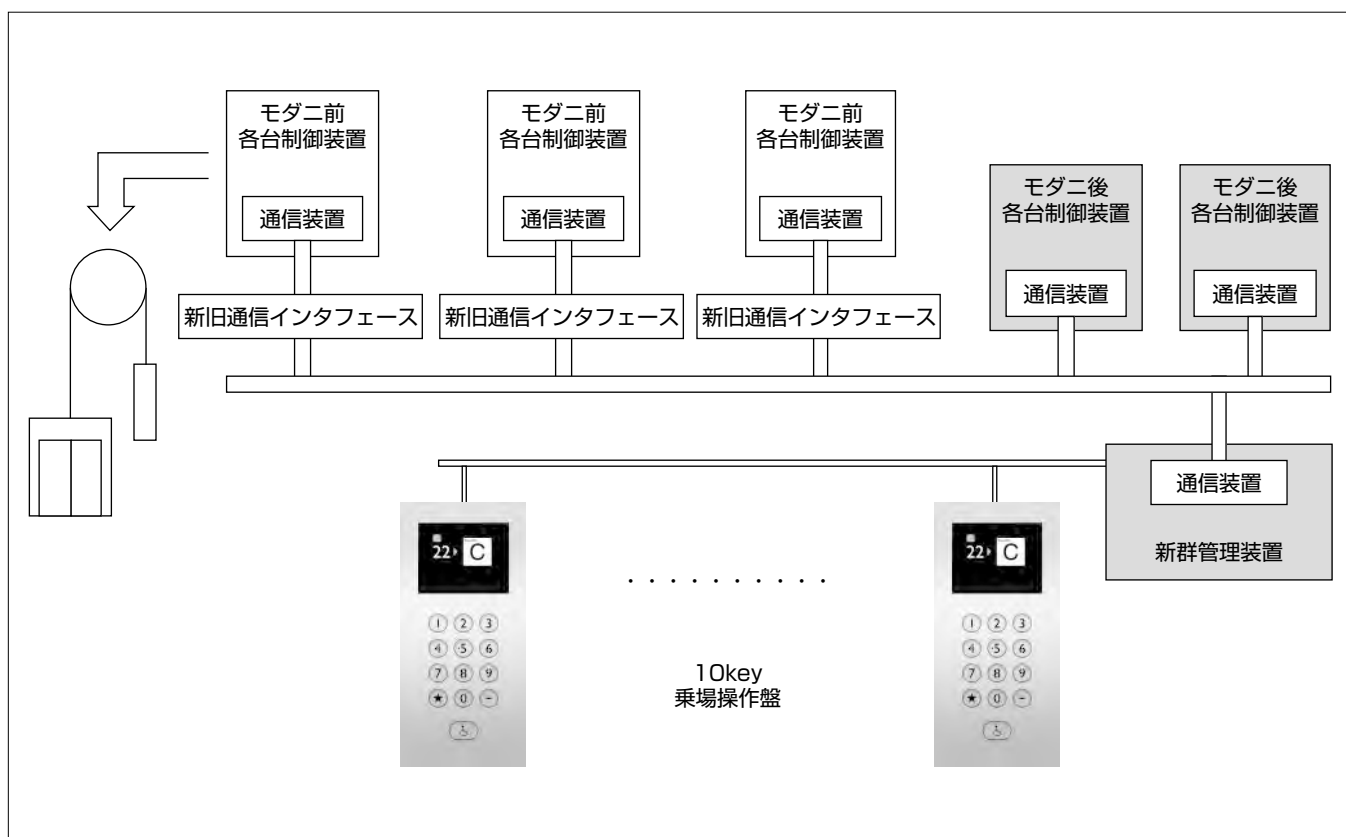 モダニ前
各台制御装置
通信装置
新旧通信インタフェース
モダニ前
各台制御装置
通信装置
新旧通信インタフェース
モダニ前
各台制御装置
通信装置
新旧通信インタフェース
モダニ後
各台制御装置
通信装置
モダニ後
各台制御装置
通信装置
通信装置
新群管理装置
22 C
1 2 3
4 5 6
7 8 9
★ 0 −
・・・・・・・・・・
10key
乗場操作盤
22 C
1 2 3
4 5 6
7 8 9
★ 0 −